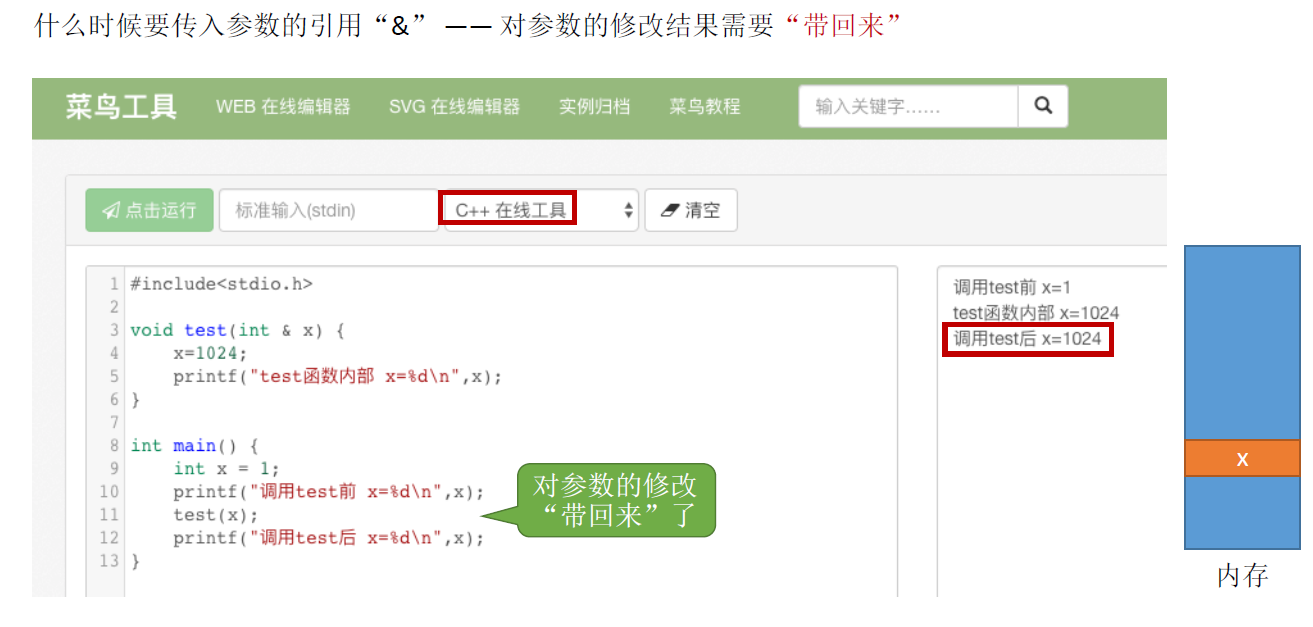 什么时候要传入参数的引用“&” —— 对参数的修改结果需要“带回来”
菜鸟工具 WEB 在线编辑器 SVG 在线编辑器 实例归档 菜鸟教程 输入关键字……
点击运行 标准输入(stdin) C++ 在线工具 清空
1 #include<stdio.h>
2
3 void test(int & x) {
4     x=1024;
5     printf("test函数内部 x=%d\n",x);
6 }
7
8 int main() {
9     int x = 1;
10     printf("调用test前 x=%d\n",x);
11     test(x);
12     printf("调用test后 x=%d\n",x);
13 }
对参数的修改
“带回来”了
调用test前 x=1
test函数内部 x=1024
调用test后 x=1024
x
内存